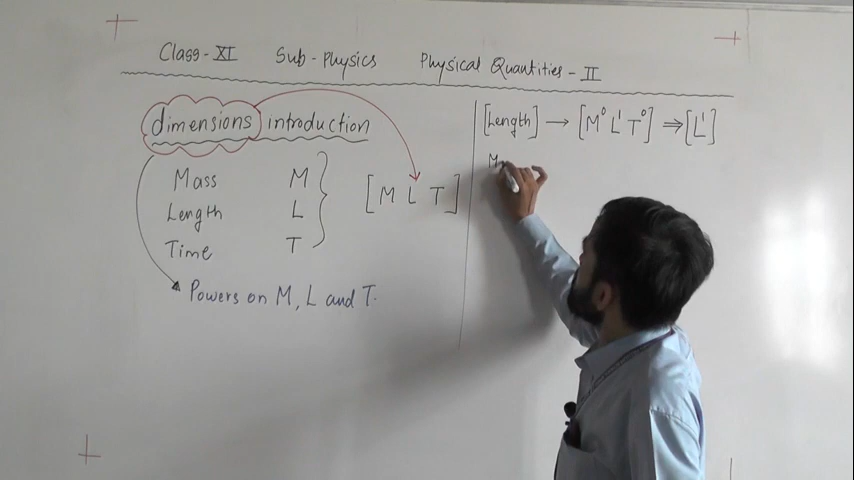 Class-XI Sub-physics Physical Quantities-II
dimensions introduction
Mass M
Length L
Time T
[M L T]
Powers on M, L and T.
[Length] → [M⁰ L¹ T⁰] ⇒ [L¹]